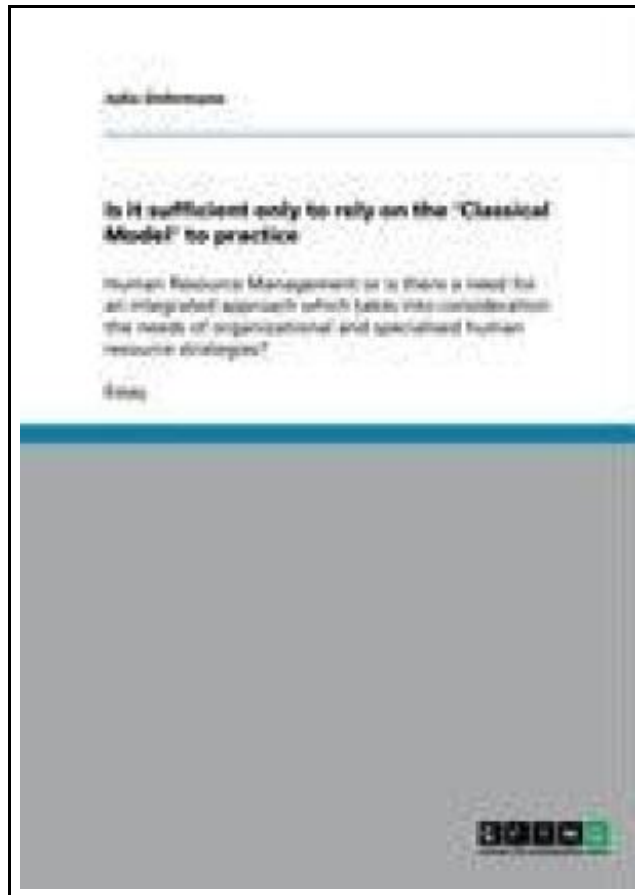 Is it sufficient only to rely on the "Classical
Model" to practice
Human Resource Management or is there a need for
an integrated approach which takes into consideration
the needs of organizational and specialised human
resource strategies?
Essay